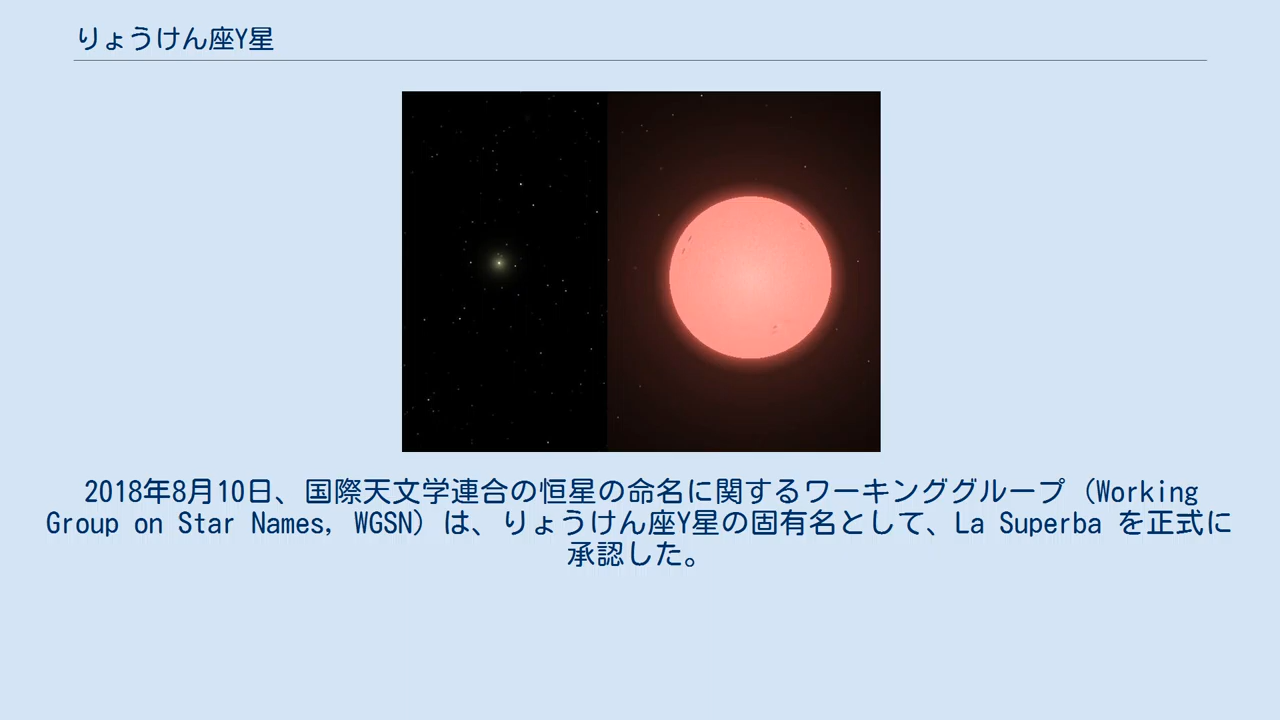 りょうけん座Y星
2018年8月10日、国際天文学連合の恒星の命名に関するワーキンググループ (Working
Group on Star Names, WGSN) は、りょうけん座Y星の固有名として、La Superba を正式に
承認した。